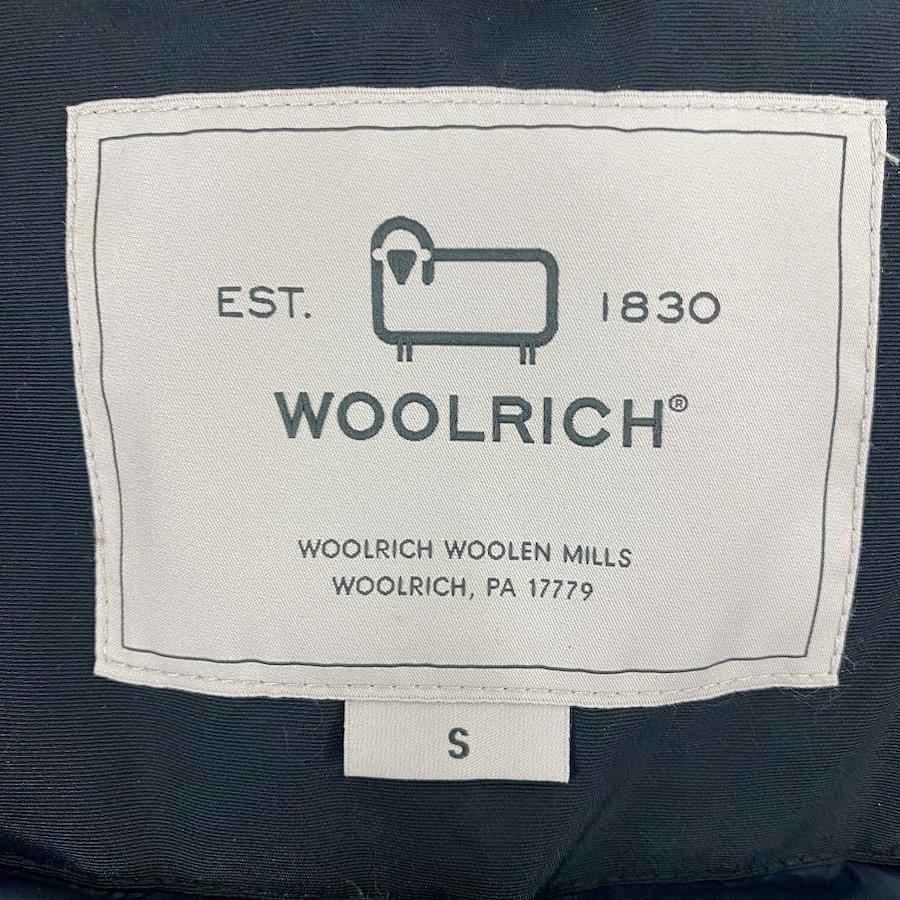 EST. 1830
WOOLRICH®
WOOLRICH WOOLEN MILLS
WOOLRICH, PA 17779
S